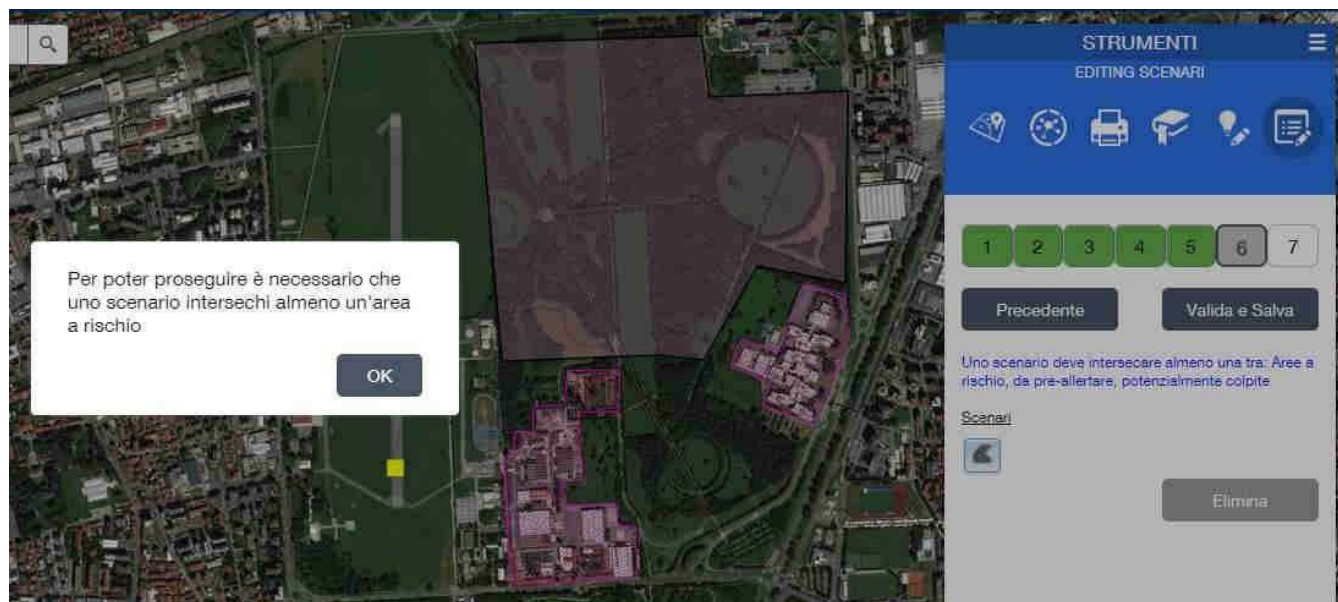 STRUMENTI
EDITING SCENARI
1 2 3 4 5 6 7
Precedente Valida e Salva
Uno scenario deve intersecare almeno una tra: Aree a
rischio, da pre-allertare, potenzialmente colpite
Scenari
Elimina
Per poter proseguire è necessario che
uno scenario intersechi almeno un'area
a rischio
OK